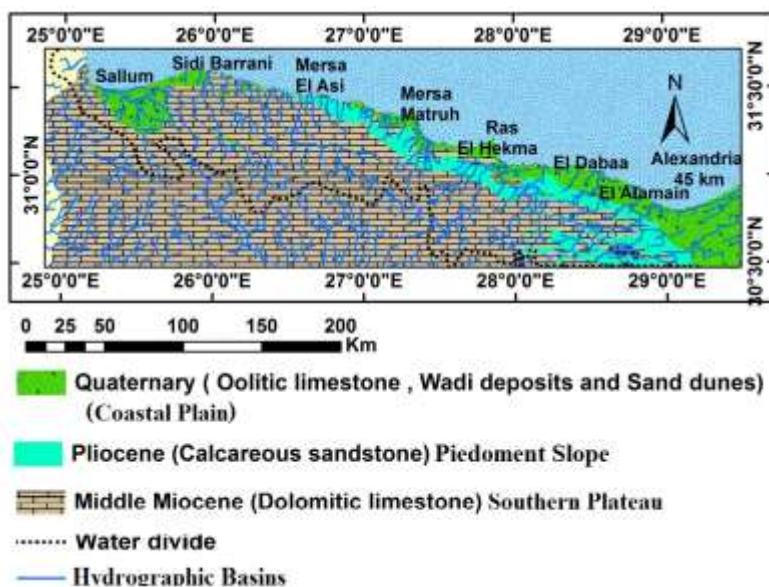 25°0'0"E 26°0'0"E 27°0'0"E 28°0'0"E 29°0'0"E
Sallum
Sidi Barrani
Mersa
El Asi
Mersa
Matruh
Ras
El Hekma
El Dabaa
El Alamain
Alexandria
45 km
N
31°30'0"N
31°0'0"N
30°30'0"N
25°0'0"E 26°0'0"E 27°0'0"E 28°0'0"E 29°0'0"E
0 25 50 100 150 200
Km
Quaternary ( Oolitic limestone , Wadi deposits and Sand dunes)
(Coastal Plain)
Pliocene (Calcareous sandstone) Piedoment Slope
Middle Miocene (Dolomitic limestone) Southern Plateau
Water divide
Hydrographic Basins